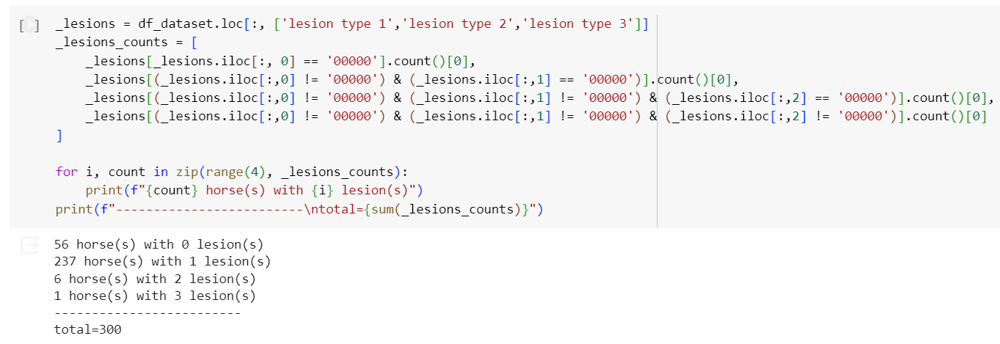 [ ] _lesions = df_dataset.loc[:, ['lesion type 1','lesion type 2','lesion type 3']]
_lesions_counts = [
    _lesions[_lesions.iloc[:, 0] == '00000'].count()[0],
    _lesions[(_lesions.iloc[:,0] != '00000') & (_lesions.iloc[:,1] == '00000')].count()[0],
    _lesions[(_lesions.iloc[:,0] != '00000') & (_lesions.iloc[:,1] != '00000') & (_lesions.iloc[:,2] == '00000')].count()[0],
    _lesions[(_lesions.iloc[:,0] != '00000') & (_lesions.iloc[:,1] != '00000') & (_lesions.iloc[:,2] != '00000')].count()[0]
]
for i, count in zip(range(4), _lesions_counts):
    print(f"{count} horse(s) with {i} lesion(s)")
print(f"-------------------------\ntotal={sum(_lesions_counts)}")
56 horse(s) with 0 lesion(s)
237 horse(s) with 1 lesion(s)
6 horse(s) with 2 lesion(s)
1 horse(s) with 3 lesion(s)
-------------------------
total=300